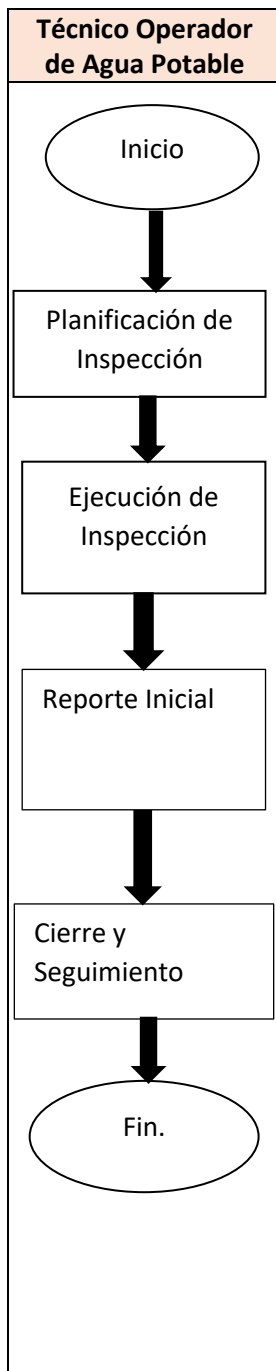 Técnico Operador
de Agua Potable
Inicio
Planificación de
Inspección
Ejecución de
Inspección
Reporte Inicial
Cierre y
Seguimiento
Fin.